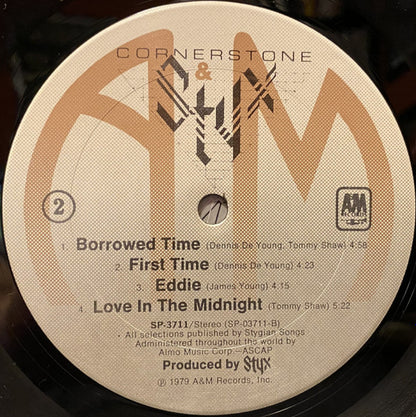 CORNERSTONE
A&M
Styx
2
A&M
RECORDS
1. Borrowed Time (Dennis De Young, Tommy Shaw) 4:58
2. First Time (Dennis De Young) 4:23
3. Eddie (James Young) 4:15
4. Love In The Midnight (Tommy Shaw) 5:22
SP-3711/Stereo (SP-03711-B)
All selections published by Stygian Songs
Administered throughout the world by
Almo Music Corp.—ASCAP
Produced by Styx
℗ 1979 A&M Records, Inc.